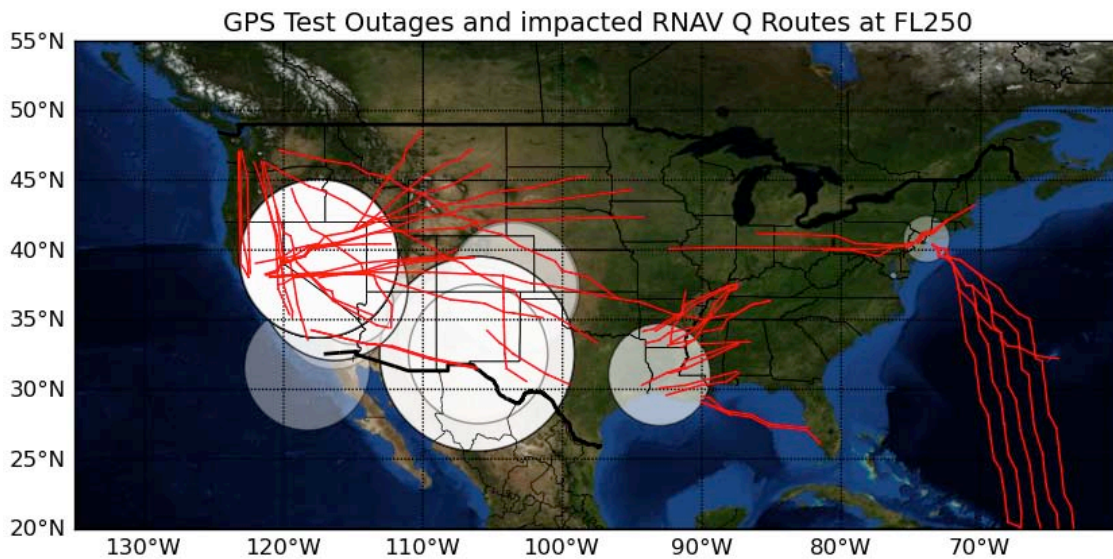 GPS Test Outages and impacted RNAV Q Routes at FL250
55°N
50°N
45°N
40°N
35°N
30°N
25°N
20°N
130°W 120°W 110°W 100°W 90°W 80°W 70°W